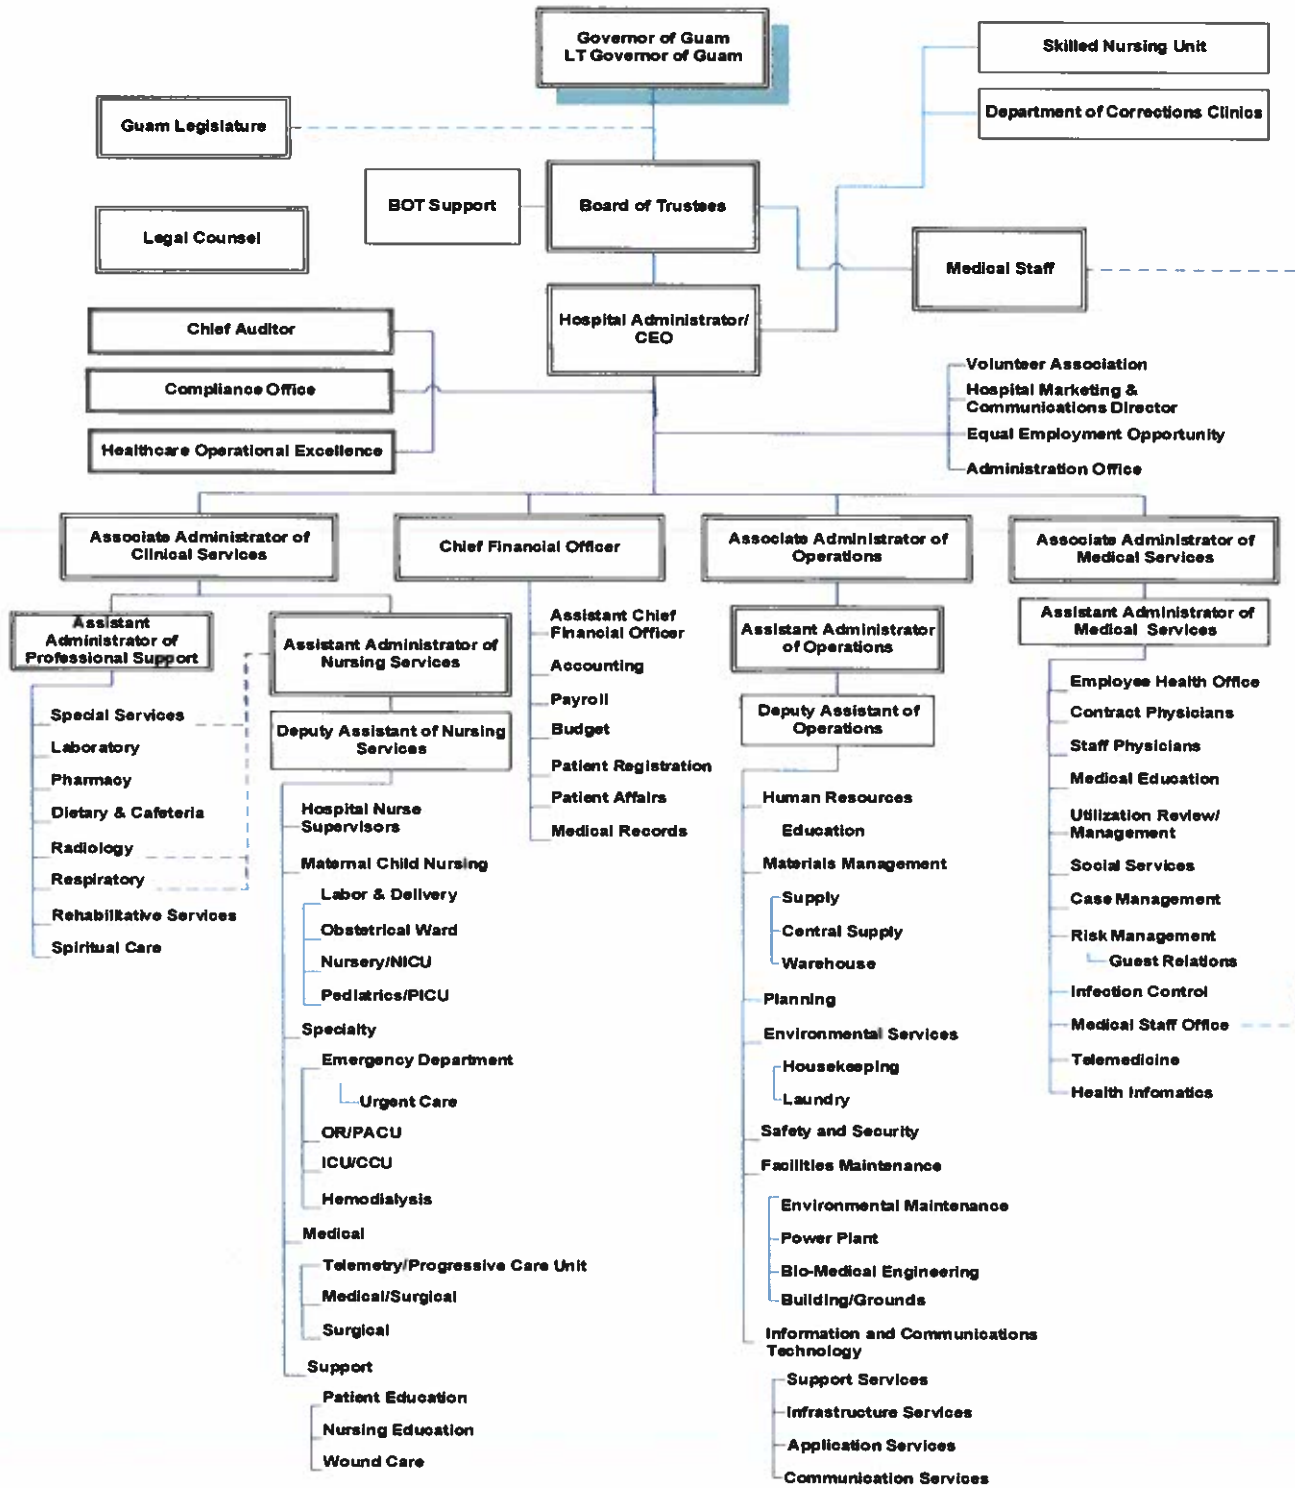 Governor of Guam
LT Governor of Guam
Skilled Nursing Unit
Department of Corrections Clinics
Guam Legislature
BOT Support
Board of Trustees
Legal Counsel
Medical Staff
Hospital Administrator/
CEO
Chief Auditor
Compliance Office
Healthcare Operational Excellence
Volunteer Association
Hospital Marketing &
Communications Director
Equal Employment Opportunity
Administration Office
Associate Administrator of
Clinical Services
Chief Financial Officer
Associate Administrator of
Operations
Associate Administrator of
Medical Services
Assistant
Administrator of
Professional Support
Special Services
Laboratory
Pharmacy
Dietary & Cafeteria
Radiology
Respiratory
Rehabilitative Services
Spiritual Care
Assistant Administrator of
Nursing Services
Deputy Assistant of Nursing
Services
Hospital Nurse
Supervisors
Maternal Child Nursing
Labor & Delivery
Obstetrical Ward
Nursery/NICU
Pediatrics/PICU
Specialty
Emergency Department
Urgent Care
OR/PACU
ICU/CCU
Hemodialysis
Medical
Telemetry/Progressive Care Unit
Medical/Surgical
Surgical
Support
Patient Education
Nursing Education
Wound Care
Assistant Chief
Financial Officer
Accounting
Payroll
Budget
Patient Registration
Patient Affairs
Medical Records
Assistant Administrator
of Operations
Deputy Assistant of
Operations
Human Resources
Education
Materials Management
Supply
Central Supply
Warehouse
Planning
Environmental Services
Housekeeping
Laundry
Safety and Security
Facilities Maintenance
Environmental Maintenance
Power Plant
Bio-Medical Engineering
Building/Grounds
Information and Communications
Technology
Support Services
Infrastructure Services
Application Services
Communication Services
Assistant Administrator of
Medical Services
Employee Health Office
Contract Physicians
Staff Physicians
Medical Education
Utilization Review/
Management
Social Services
Case Management
Risk Management
Guest Relations
Infection Control
Medical Staff Office
Telemedicine
Health Infomatics